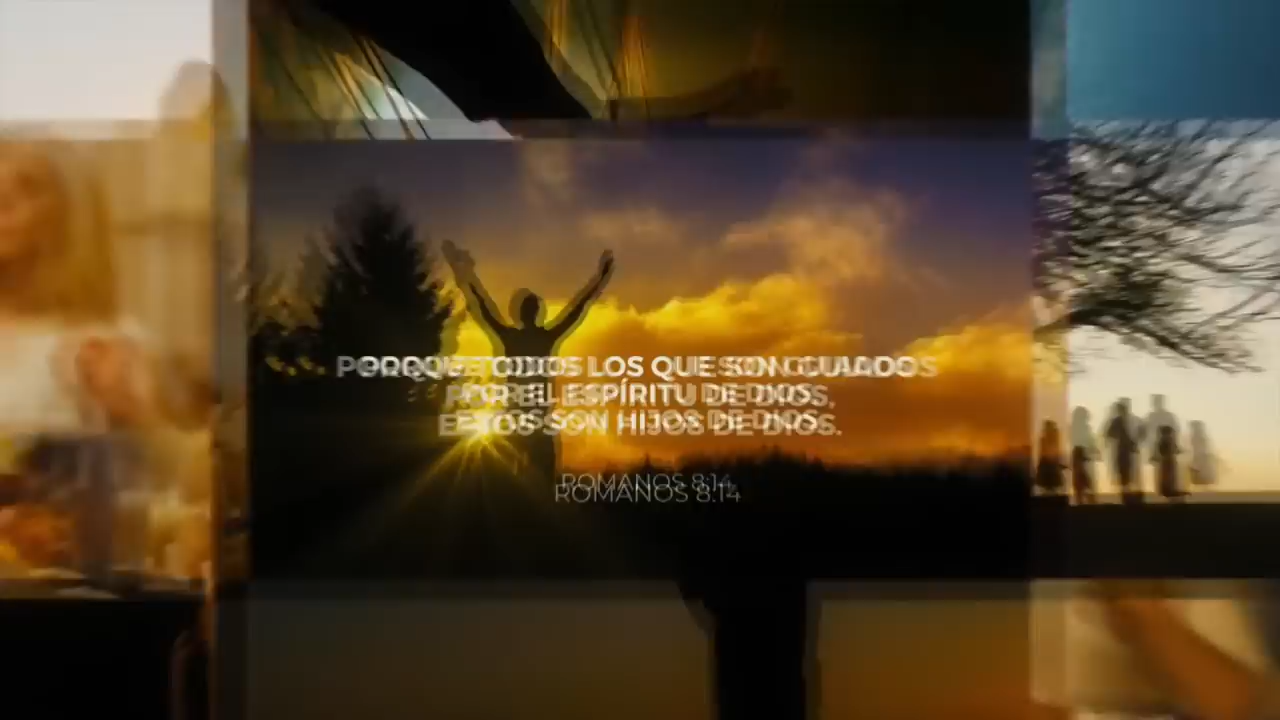 PORQUE TODOS LOS QUE SON GUIADOS
POR EL ESPÍRITU DE DIOS,
ESTOS SON HIJOS DE DIOS.
ROMANOS 8:14